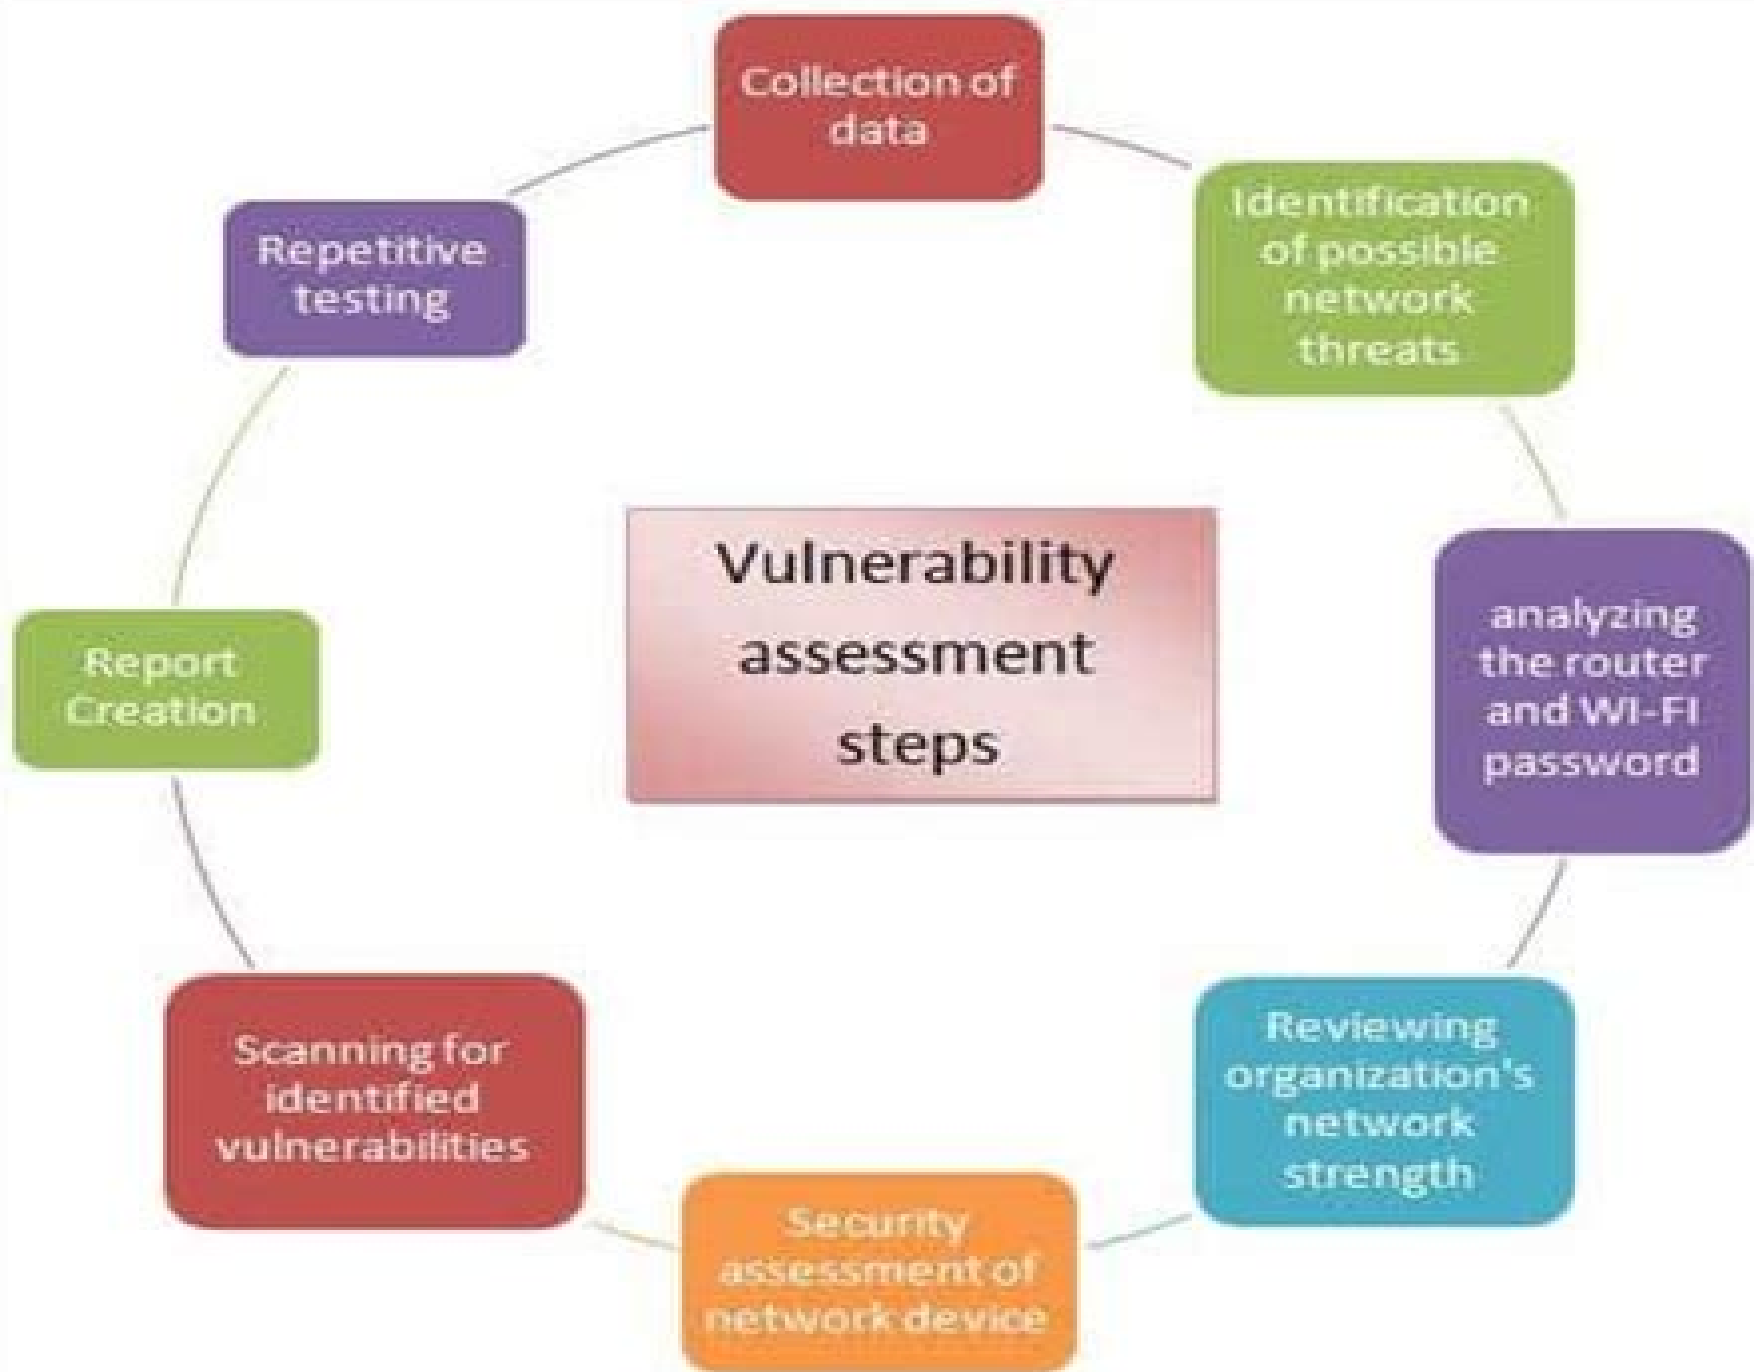 Collection of
data
Identification
of possible
network
threats
analyzing
the router
and WI-FI
password
Reviewing
organization's
network
strength
Security
assessment of
network device
Scanning for
identified
vulnerabilities
Report
Creation
Repetitive
testing
Vulnerability
assessment
steps